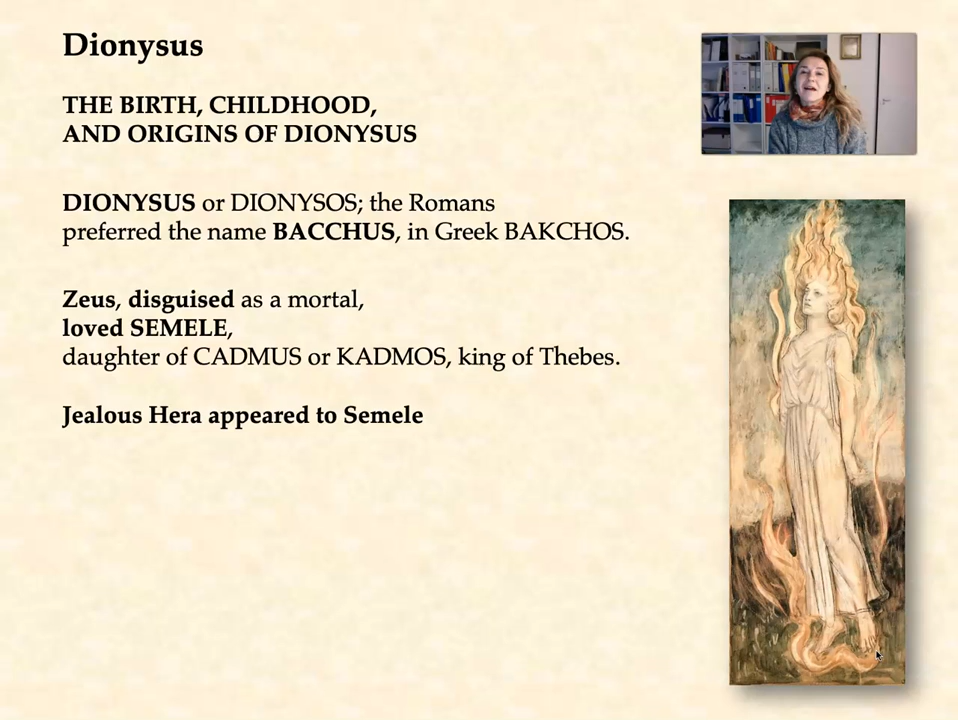 Dionysus
THE BIRTH, CHILDHOOD,
AND ORIGINS OF DIONYSUS
DIONYSUS or DIONYSOS; the Romans
preferred the name BACCHUS, in Greek BAKCHOS.
Zeus, disguised as a mortal,
loved SEMELE,
daughter of CADMUS or KADMOS, king of Thebes.
Jealous Hera appeared to Semele